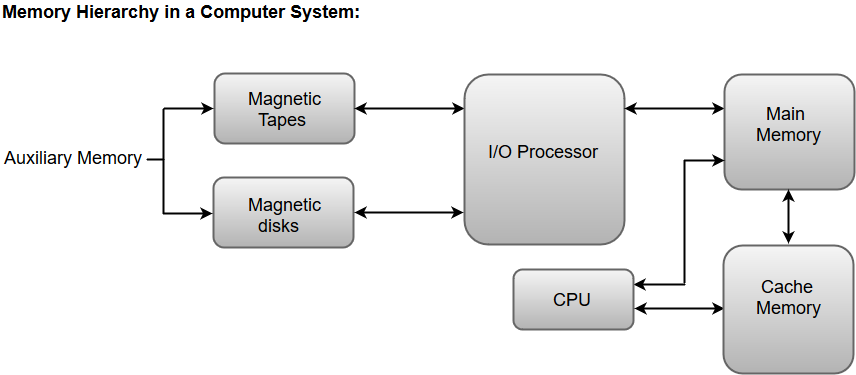 Memory Hierarchy in a Computer System:
Magnetic
Tapes
Auxiliary Memory
Magnetic
disks
I/O Processor
Main
Memory
CPU
Cache
Memory